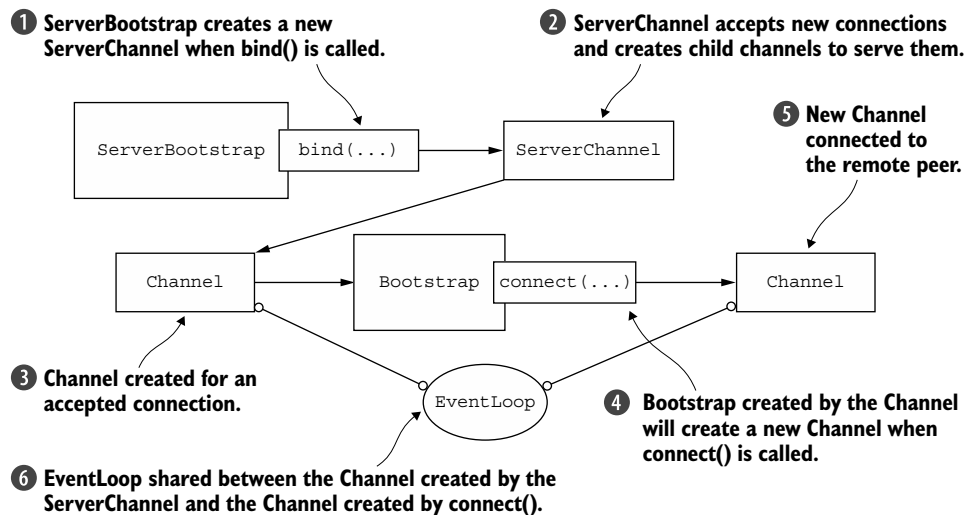 1 ServerBootstrap creates a new
ServerChannel when bind() is called.
2 ServerChannel accepts new connections
and creates child channels to serve them.
5 New Channel
connected to
the remote peer.
ServerBootstrap
bind(...)
ServerChannel
Channel
Bootstrap
connect(...)
Channel
3 Channel created for an
accepted connection.
EventLoop
4 Bootstrap created by the Channel
will create a new Channel when
connect() is called.
6 EventLoop shared between the Channel created by the
ServerChannel and the Channel created by connect().